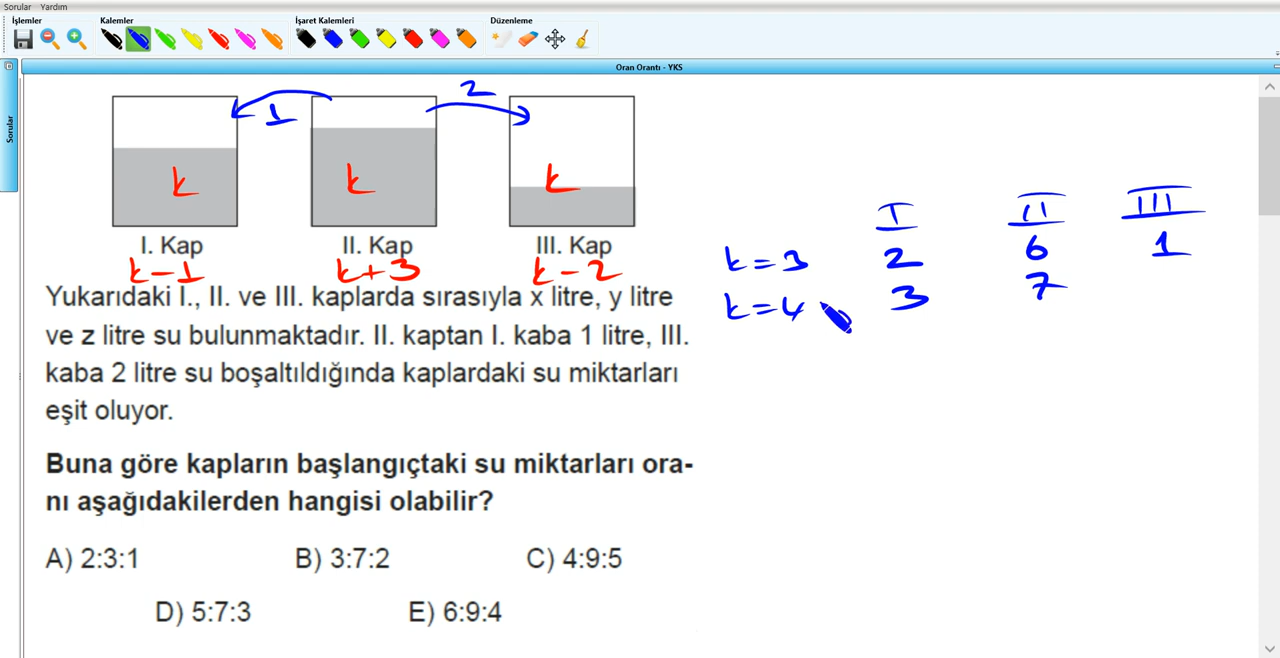 Sorular Yardım
İşlemler Kalemler İşaret Kalemleri Düzenleme
Oran Orantı - YKS
Sorular
1 2
k k k
I. Kap II. Kap III. Kap
k-1 k+3 k-2
Yukarıdaki I., II. ve III. kaplarda sırasıyla x litre, y litre
ve z litre su bulunmaktadır. II. kaptan I. kaba 1 litre, III.
kaba 2 litre su boşaltıldığında kaplardaki su miktarları
eşit oluyor.
Buna göre kapların başlangıçtaki su miktarları ora-
nı aşağıdakilerden hangisi olabilir?
A) 2:3:1 B) 3:7:2 C) 4:9:5
D) 5:7:3 E) 6:9:4
I II III
k=3 2 6 1
k=4 3 7